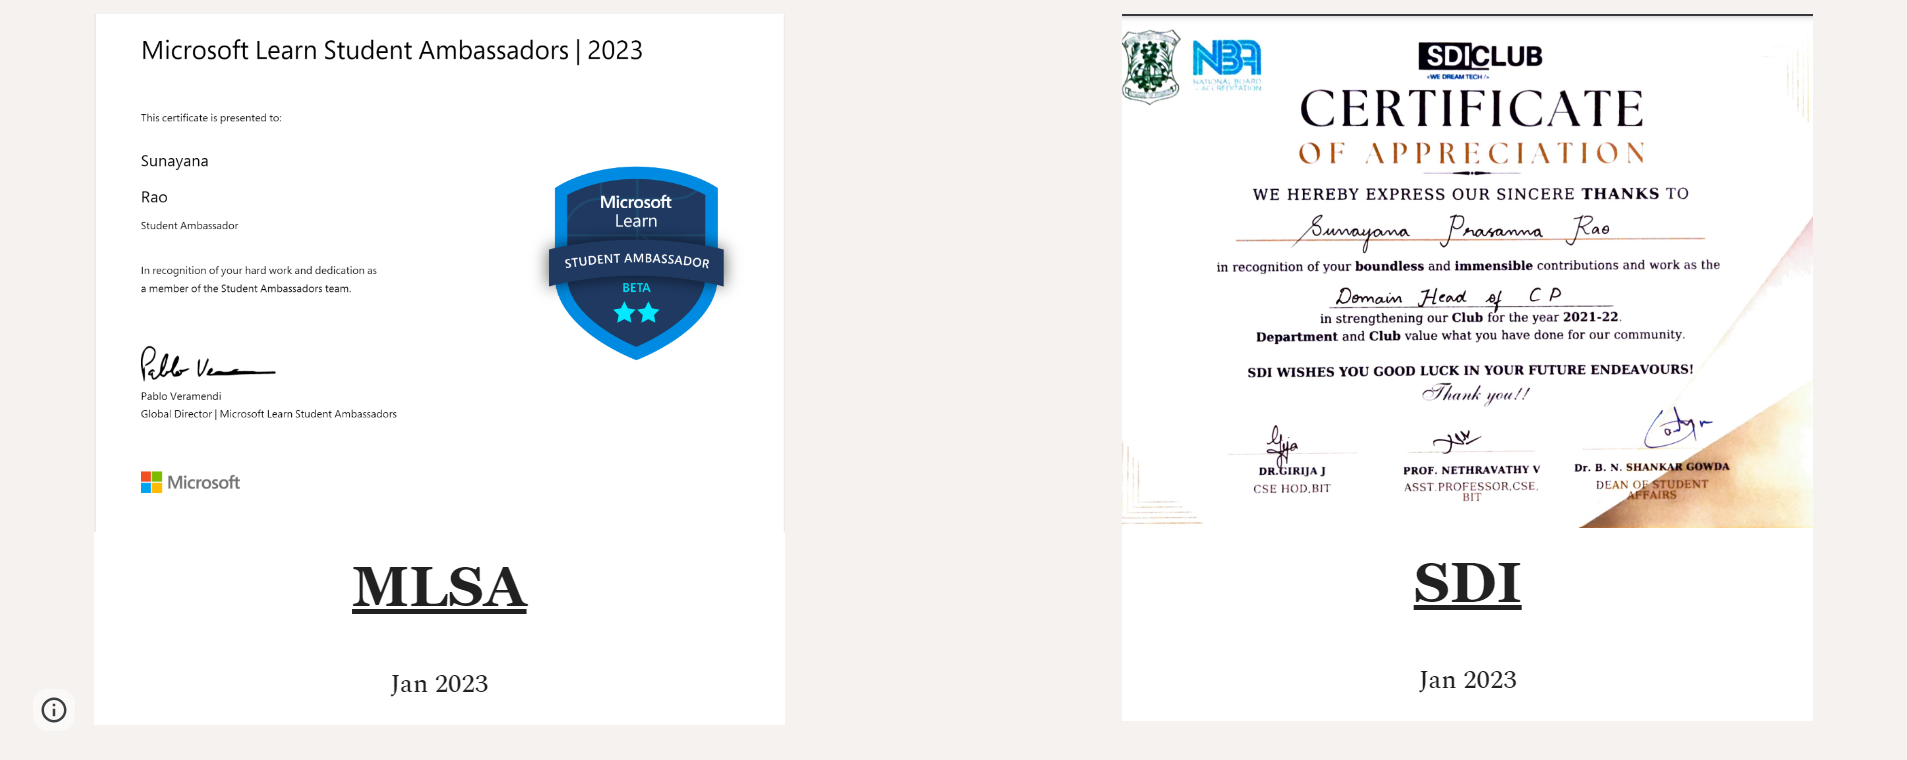 Microsoft Learn Student Ambassadors | 2023
This certificate is presented to:
Sunayana
Rao
Student Ambassador
In recognition of your hard work and dedication as
a member of the Student Ambassadors team.
Microsoft
Learn
STUDENT AMBASSADOR
BETA
Pablo Veramendi
Global Director | Microsoft Learn Student Ambassadors
Microsoft
MLSA
Jan 2023
NBA
NATIONAL BOARD
OF ACCREDITATION
SDICLUB
<WE DREAM TECH/>
CERTIFICATE
OF APPRECIATION
WE HEREBY EXPRESS OUR SINCERE THANKS TO
Sunayana Prasanna Rao
in recognition of your boundless and immensible contributions and work as the
Domain Head of CP
in strengthening our Club for the year 2021-22.
Department and Club value what you have done for our community.
SDI WISHES YOU GOOD LUCK IN YOUR FUTURE ENDEAVOURS!
Thank you!!
DR.GIRIJA J
CSE HOD,BIT
PROF. NETHRAVATHY V
ASST.PROFESSOR,CSE,
BIT
Dr. B. N. SHANKAR GOWDA
DEAN OF STUDENT
AFFAIRS
SDI
Jan 2023